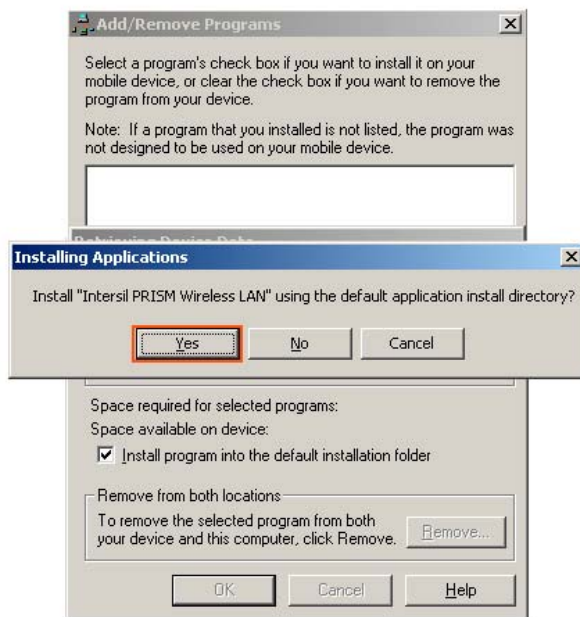 Add/Remove Programs
Select a program's check box if you want to install it on your
mobile device, or clear the check box if you want to remove the
program from your device.
Note: If a program that you installed is not listed, the program was
not designed to be used on your mobile device.
Retrieving Device Data
Installing Applications
Install "Intersil PRISM Wireless LAN" using the default application install directory?
Yes No Cancel
Space required for selected programs:
Space available on device:
Install program into the default installation folder
Remove from both locations
To remove the selected program from both
your device and this computer, click Remove.
Remove...
OK Cancel Help